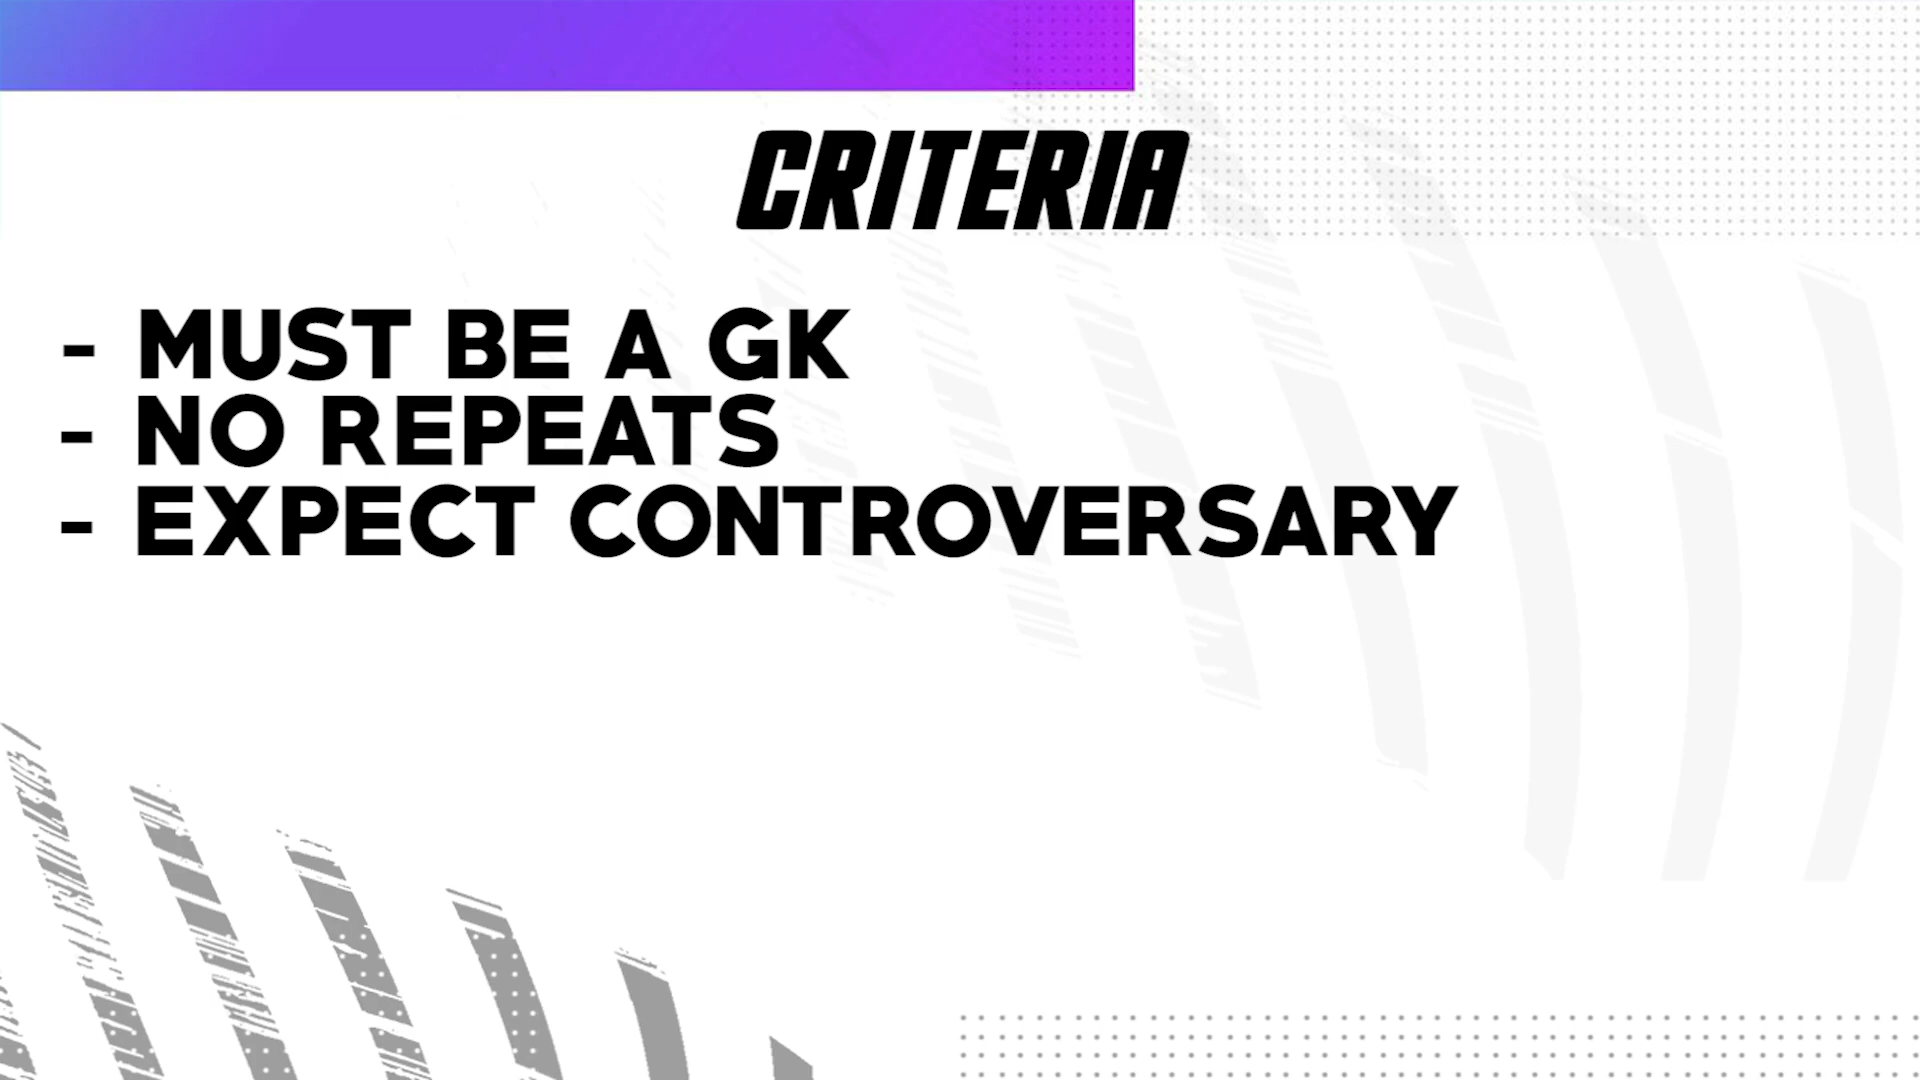 CRITERIA
- MUST BE A GK
- NO REPEATS
- EXPECT CONTROVERSARY